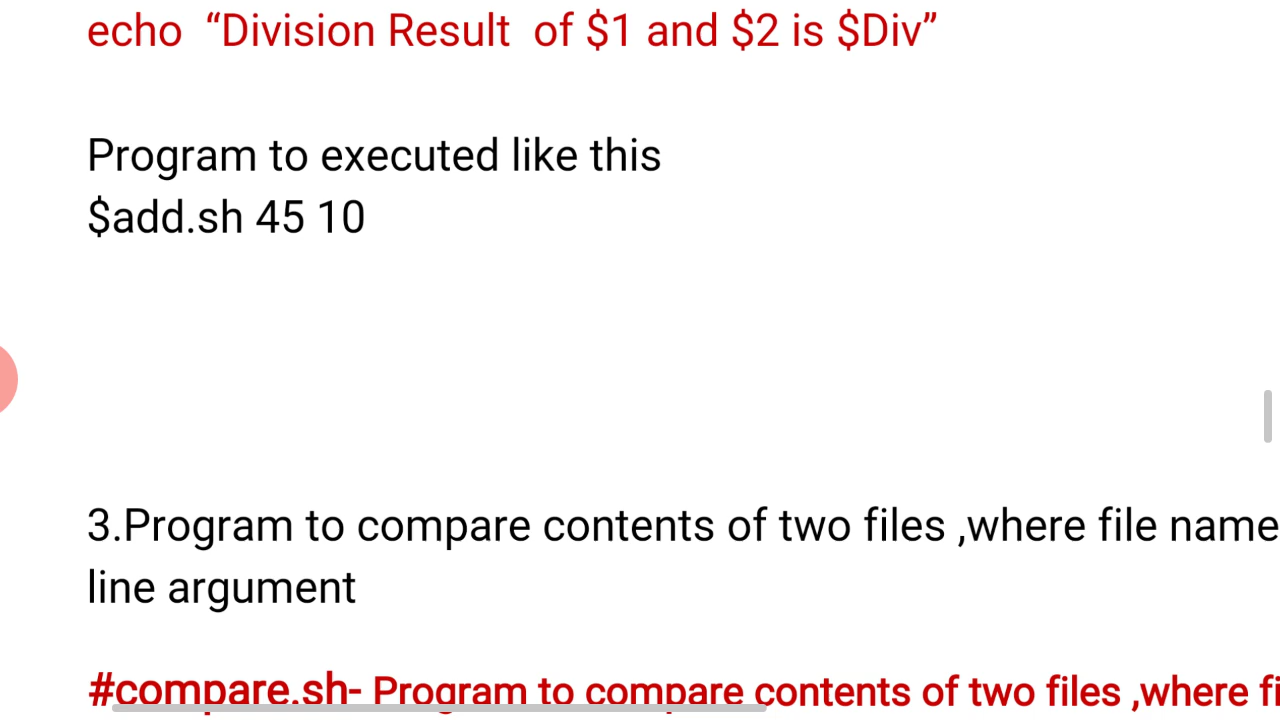 echo “Division Result of $1 and $2 is $Div”
Program to executed like this
$add.sh 45 10
3.Program to compare contents of two files ,where file name
line argument
#compare.sh- Program to compare contents of two files ,where fi